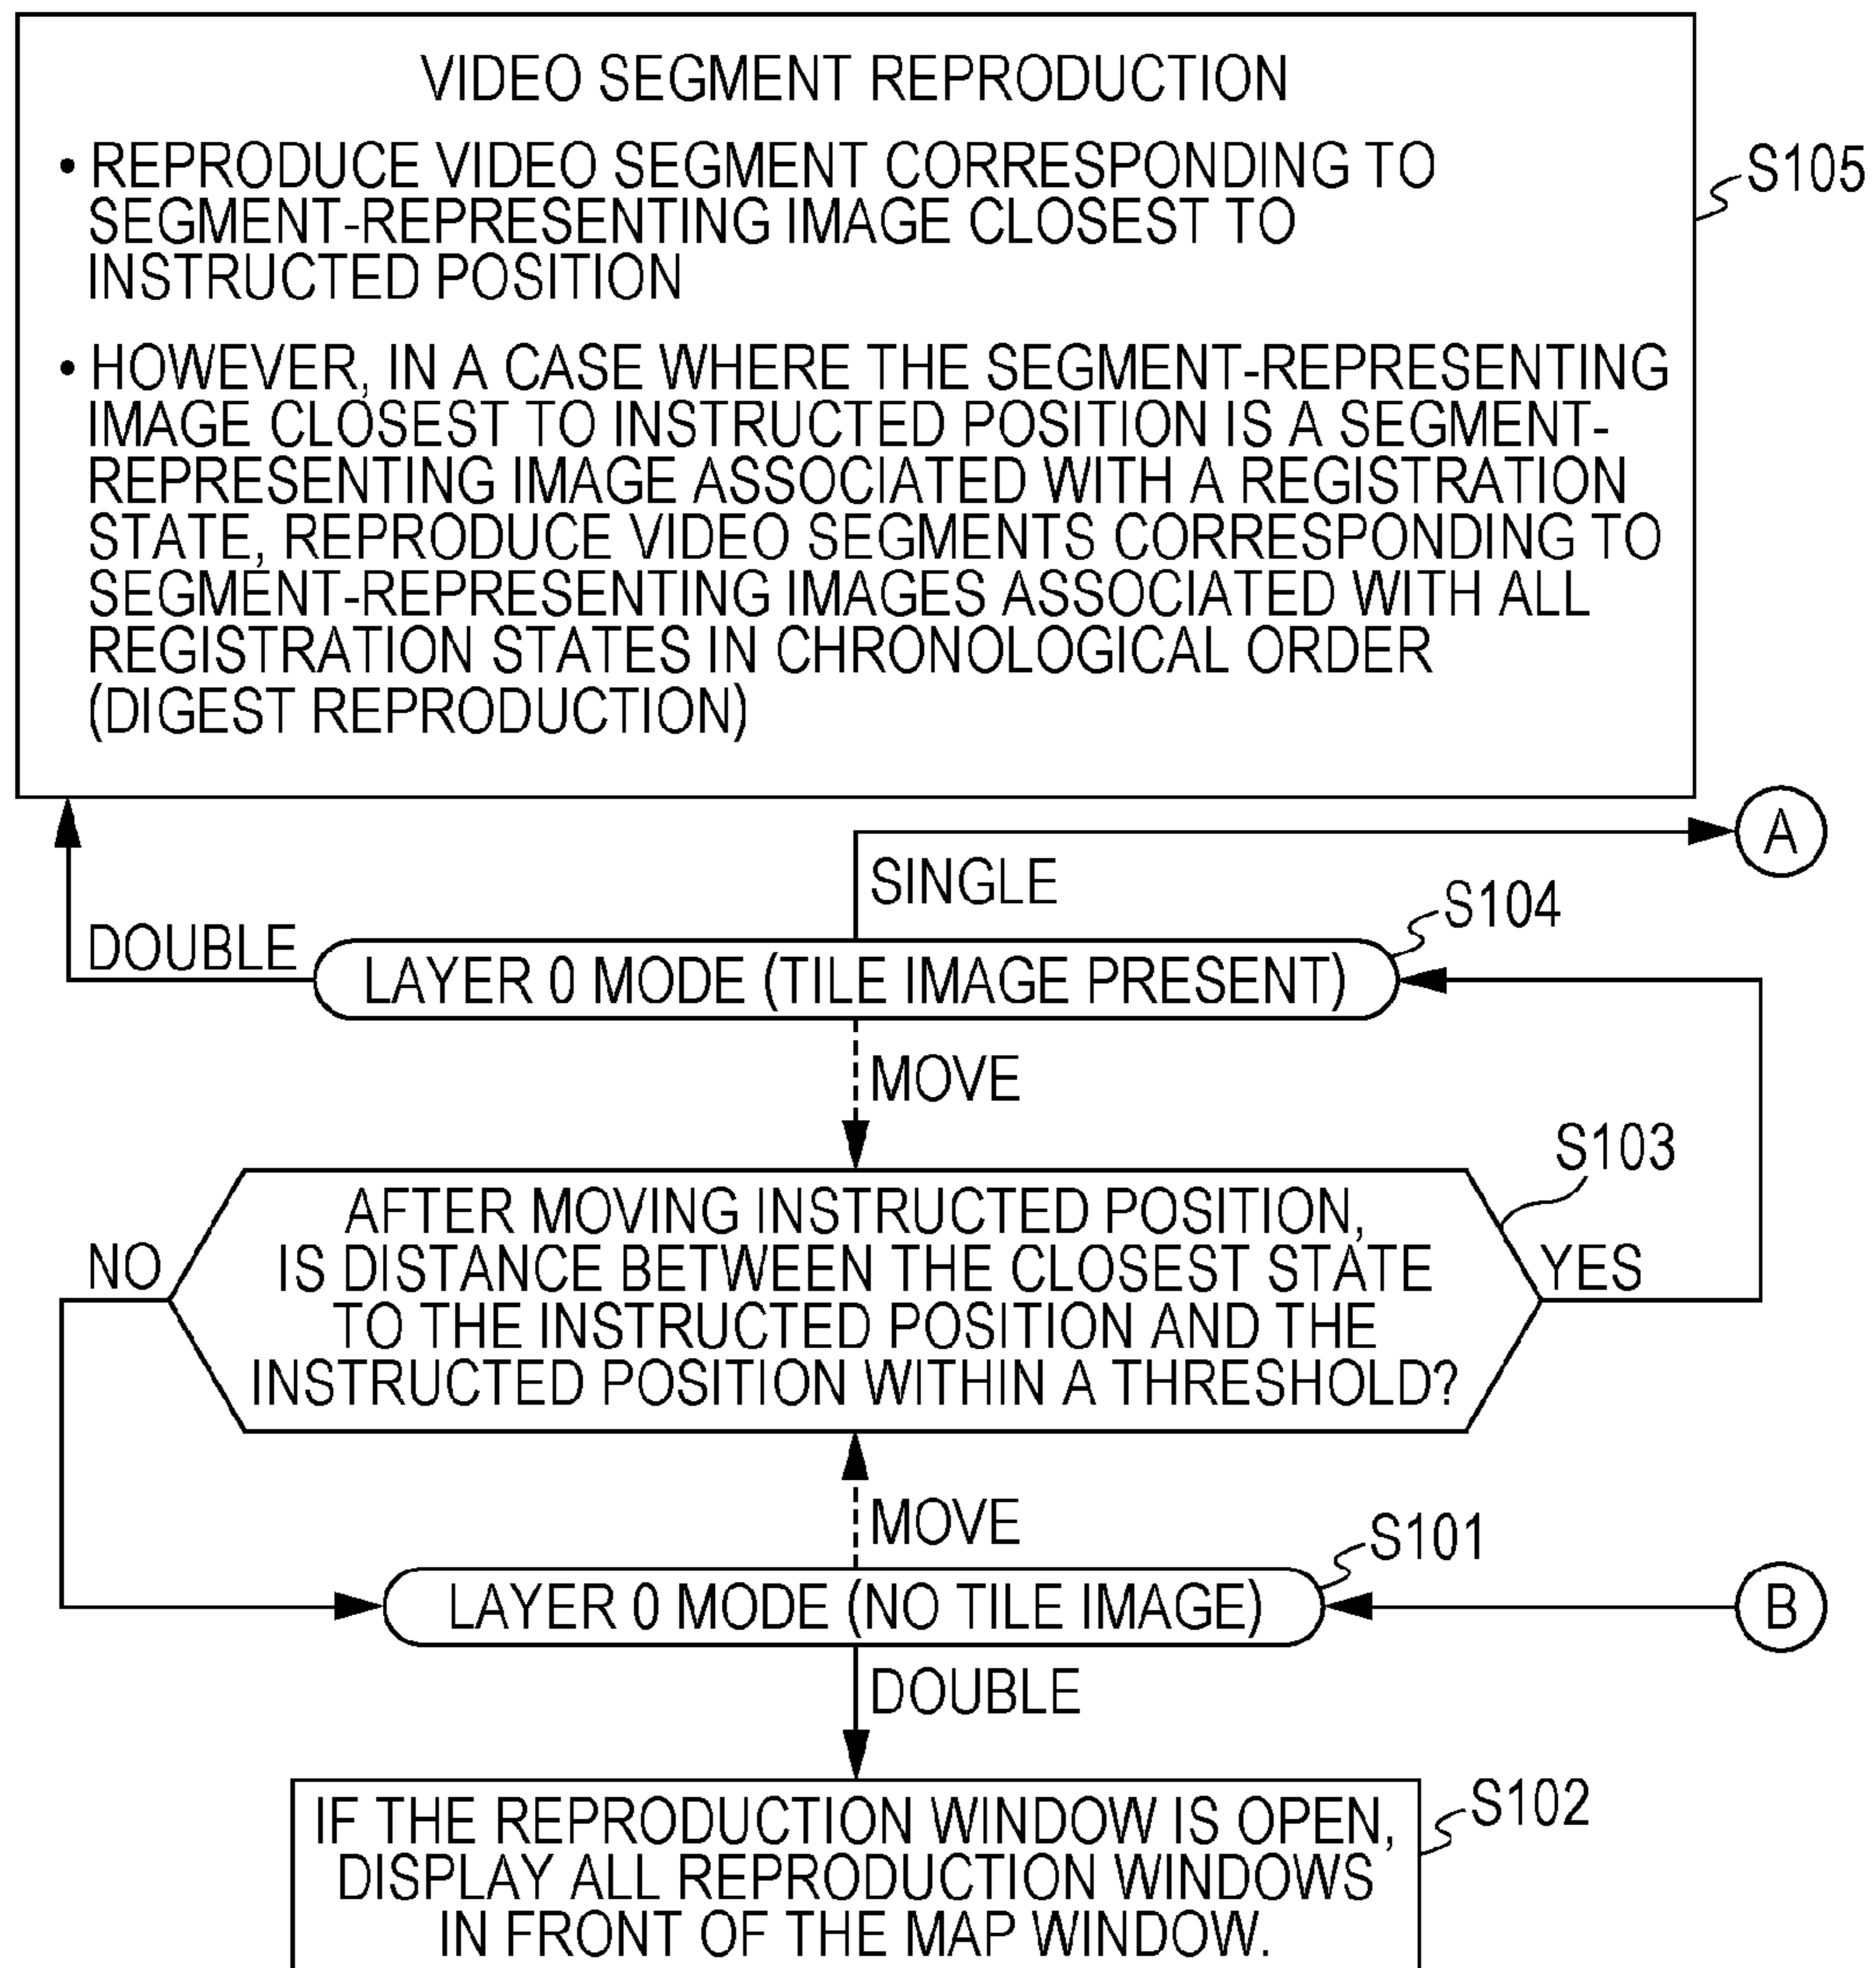 VIDEO SEGMENT REPRODUCTION
• REPRODUCE VIDEO SEGMENT CORRESPONDING TO
SEGMENT-REPRESENTING IMAGE CLOSEST TO
INSTRUCTED POSITION
• HOWEVER, IN A CASE WHERE THE SEGMENT-REPRESENTING
IMAGE CLOSEST TO INSTRUCTED POSITION IS A SEGMENT-
REPRESENTING IMAGE ASSOCIATED WITH A REGISTRATION
STATE, REPRODUCE VIDEO SEGMENTS CORRESPONDING TO
SEGMENT-REPRESENTING IMAGES ASSOCIATED WITH ALL
REGISTRATION STATES IN CHRONOLOGICAL ORDER
(DIGEST REPRODUCTION)
S105
A
SINGLE
S104
DOUBLE
LAYER 0 MODE (TILE IMAGE PRESENT)
MOVE
S103
AFTER MOVING INSTRUCTED POSITION,
IS DISTANCE BETWEEN THE CLOSEST STATE
TO THE INSTRUCTED POSITION AND THE
INSTRUCTED POSITION WITHIN A THRESHOLD?
NO
YES
MOVE
S101
LAYER 0 MODE (NO TILE IMAGE)
B
DOUBLE
S102
IF THE REPRODUCTION WINDOW IS OPEN,
DISPLAY ALL REPRODUCTION WINDOWS
IN FRONT OF THE MAP WINDOW.